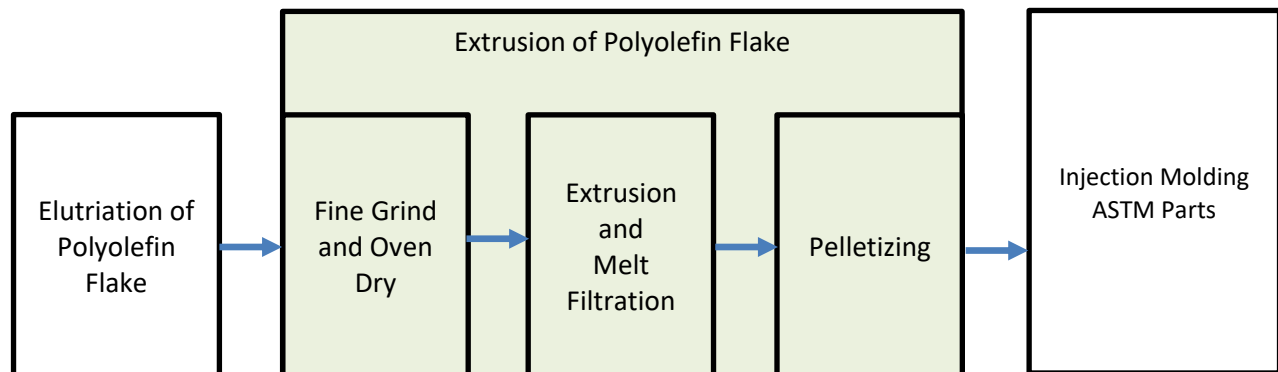 Extrusion of Polyolefin Flake
Elutriation of
Polyolefin
Flake
Fine Grind
and Oven
Dry
Extrusion
and
Melt
Filtration
Pelletizing
Injection Molding
ASTM Parts